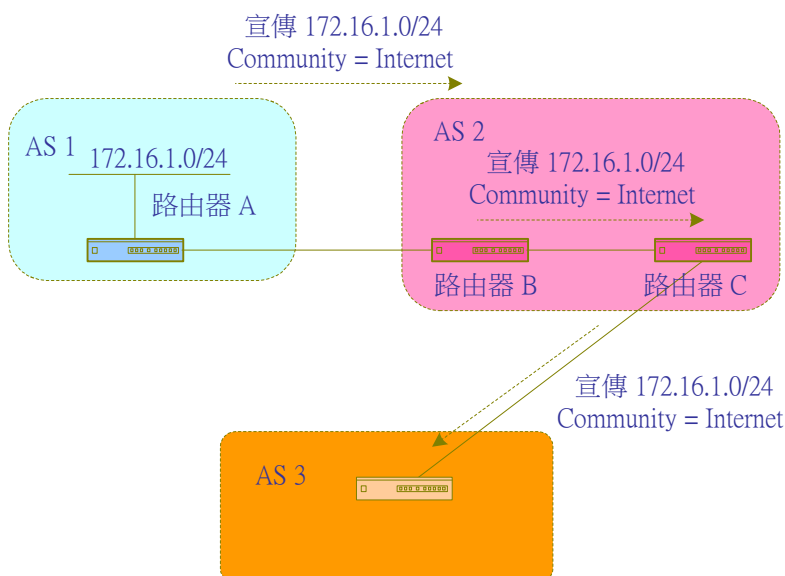 宣傳 172.16.1.0/24
Community = Internet
AS 1
172.16.1.0/24
路由器 A
AS 2
宣傳 172.16.1.0/24
Community = Internet
路由器 B
路由器 C
宣傳 172.16.1.0/24
Community = Internet
AS 3